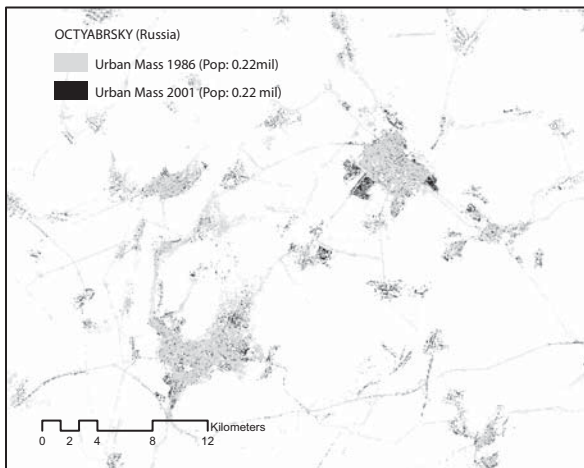 OCTYABRSKY (Russia)
Urban Mass 1986 (Pop: 0.22mil)
Urban Mass 2001 (Pop: 0.22 mil)
Kilometers
0 2 4 8 12